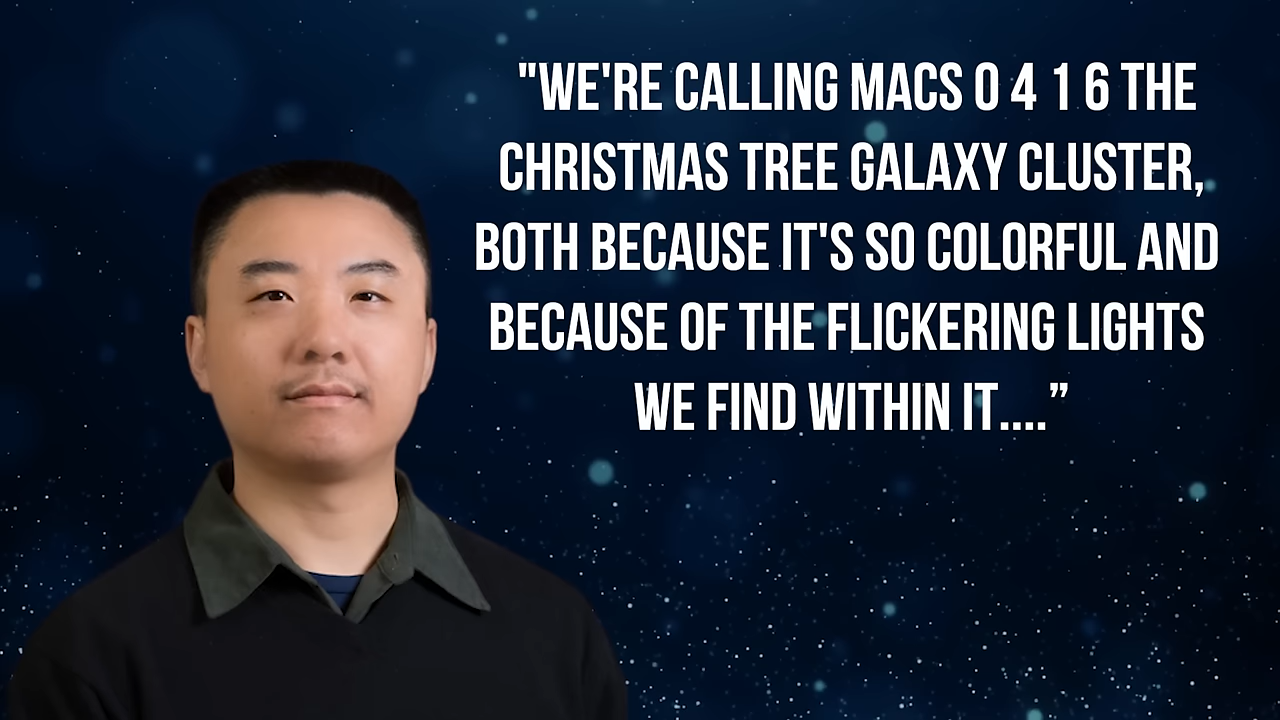 "WE'RE CALLING MACS 0 4 1 6 THE
CHRISTMAS TREE GALAXY CLUSTER,
BOTH BECAUSE IT'S SO COLORFUL AND
BECAUSE OF THE FLICKERING LIGHTS
WE FIND WITHIN IT....”